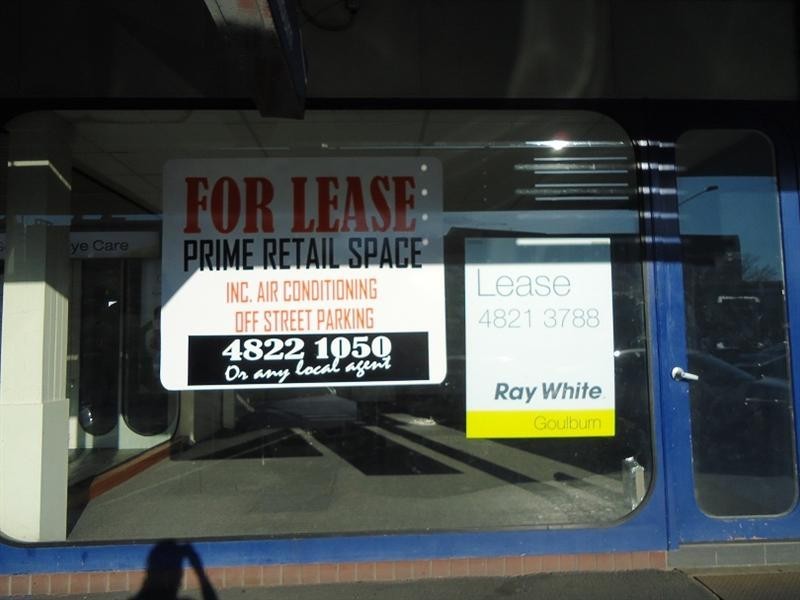 FOR LEASE
PRIME RETAIL SPACE
INC. AIR CONDITIONING
OFF STREET PARKING
4822 1050
Or any local agent
Lease
4821 3788
Ray White
Goulburn
ye Care